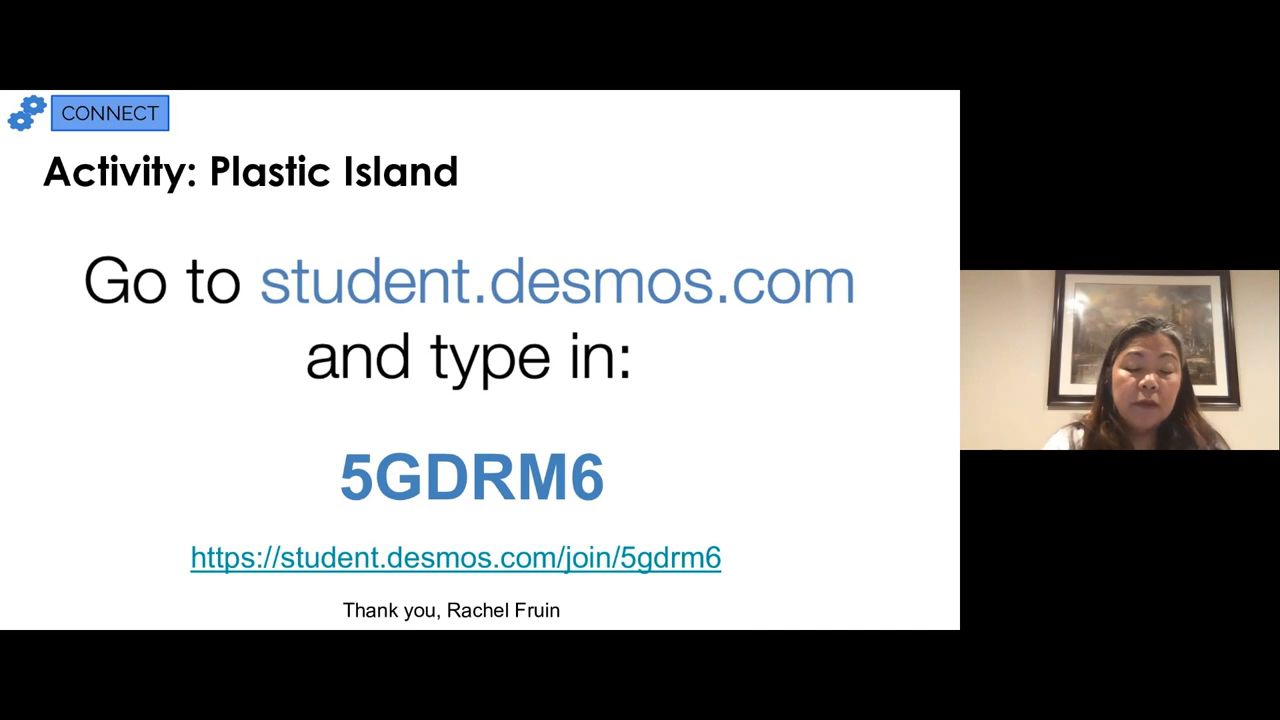 CONNECT
Activity: Plastic Island
Go to student.desmos.com
and type in:
5GDRM6
https://student.desmos.com/join/5gdrm6
Thank you, Rachel Fruin